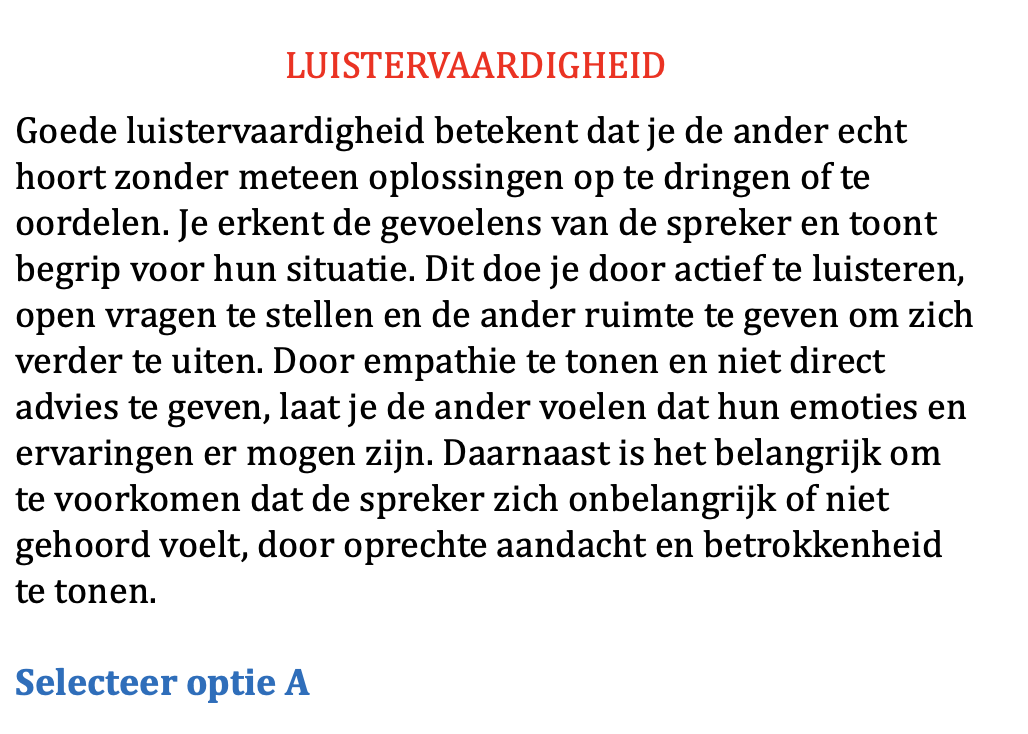 LUISTERVAARDIGHEID
Goede luistervaardigheid betekent dat je de ander echt
hoort zonder meteen oplossingen op te dringen of te
oordelen. Je erkent de gevoelens van de spreker en toont
begrip voor hun situatie. Dit doe je door actief te luisteren,
open vragen te stellen en de ander ruimte te geven om zich
verder te uiten. Door empathie te tonen en niet direct
advies te geven, laat je de ander voelen dat hun emoties en
ervaringen er mogen zijn. Daarnaast is het belangrijk om
te voorkomen dat de spreker zich onbelangrijk of niet
gehoord voelt, door oprechte aandacht en betrokkenheid
te tonen.
Selecteer optie A